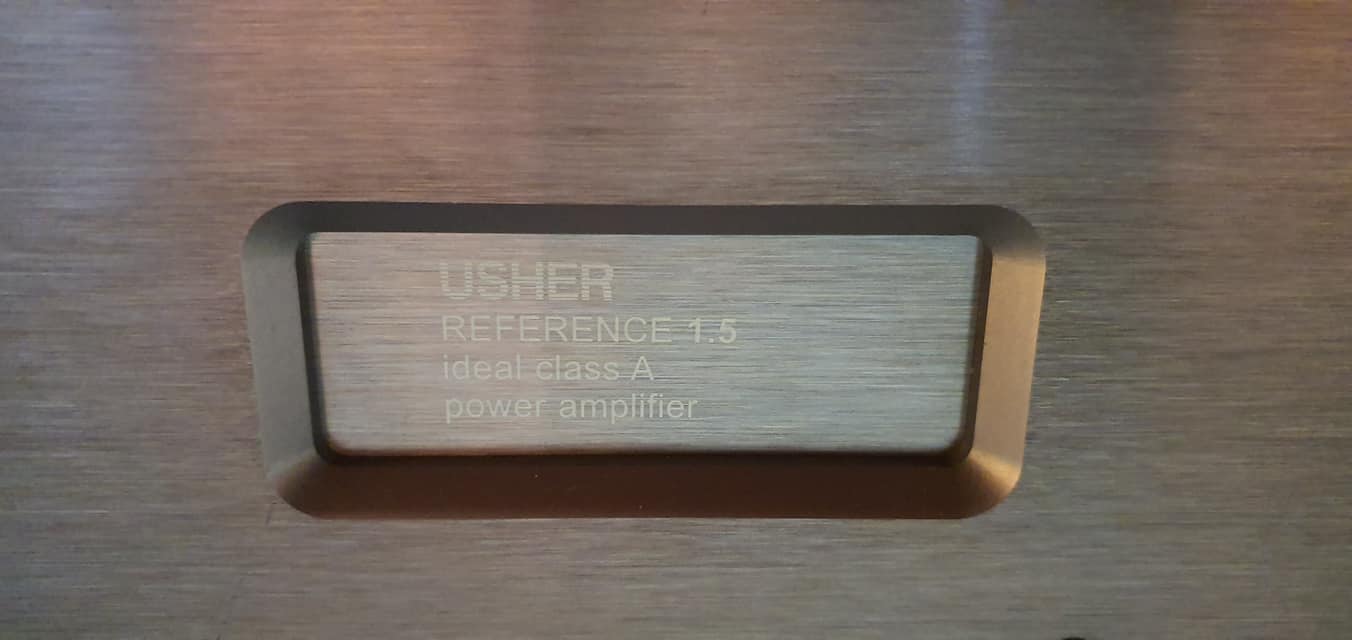 USHER
REFERENCE 1.5
ideal class A
power amplifier